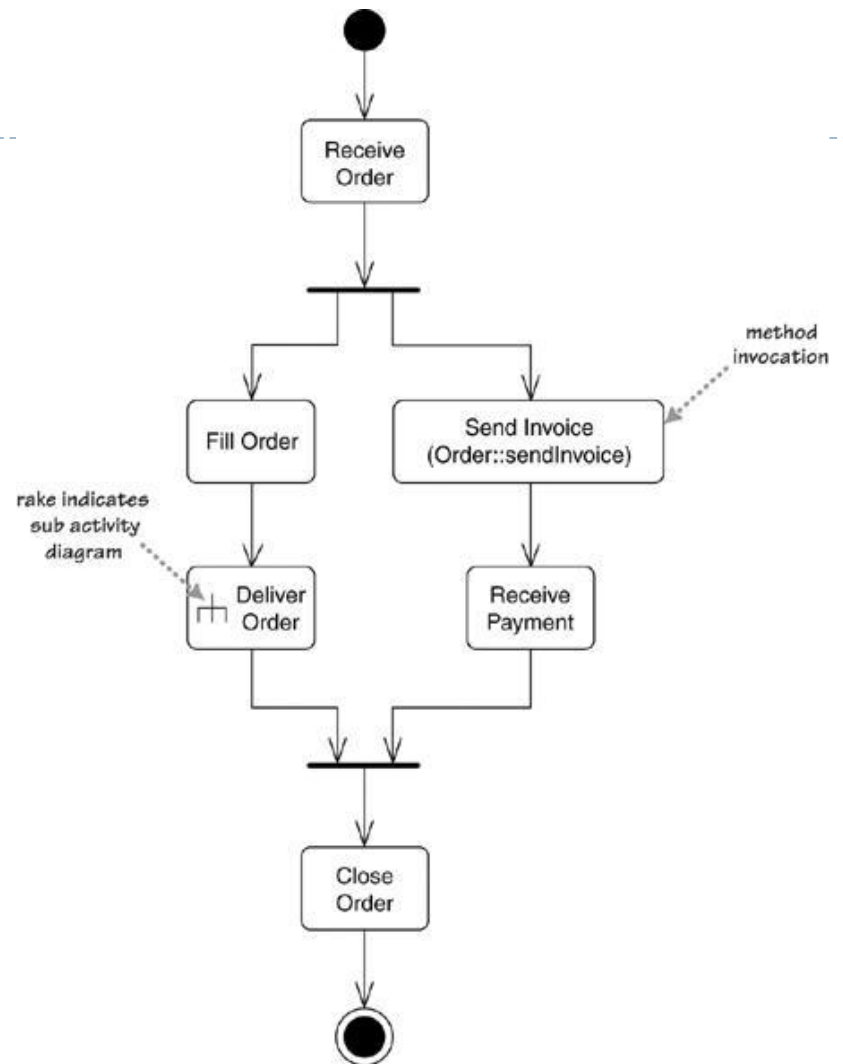 Receive
Order
method
invocation
Fill Order
Send Invoice
(Order::sendInvoice)
rake indicates
sub activity
diagram
Deliver
Order
Receive
Payment
Close
Order